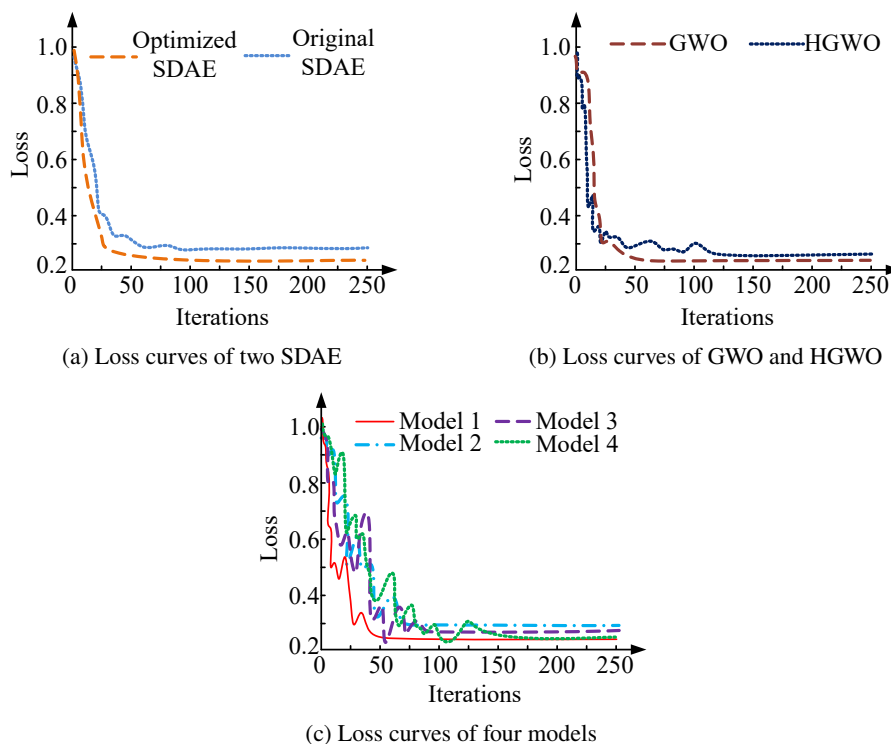 Optimized SDAE
Original SDAE
Loss
1.0
0.8
0.6
0.4
0.2
0 50 100 150 200 250
Iterations
(a) Loss curves of two SDAE
GWO HGWO
Loss
1.0
0.8
0.6
0.4
0.2
0 50 100 150 200 250
Iterations
(b) Loss curves of GWO and HGWO
Model 1 Model 3
Model 2 Model 4
Loss
1.0
0.8
0.6
0.4
0.2
0 50 100 150 200 250
Iterations
(c) Loss curves of four models